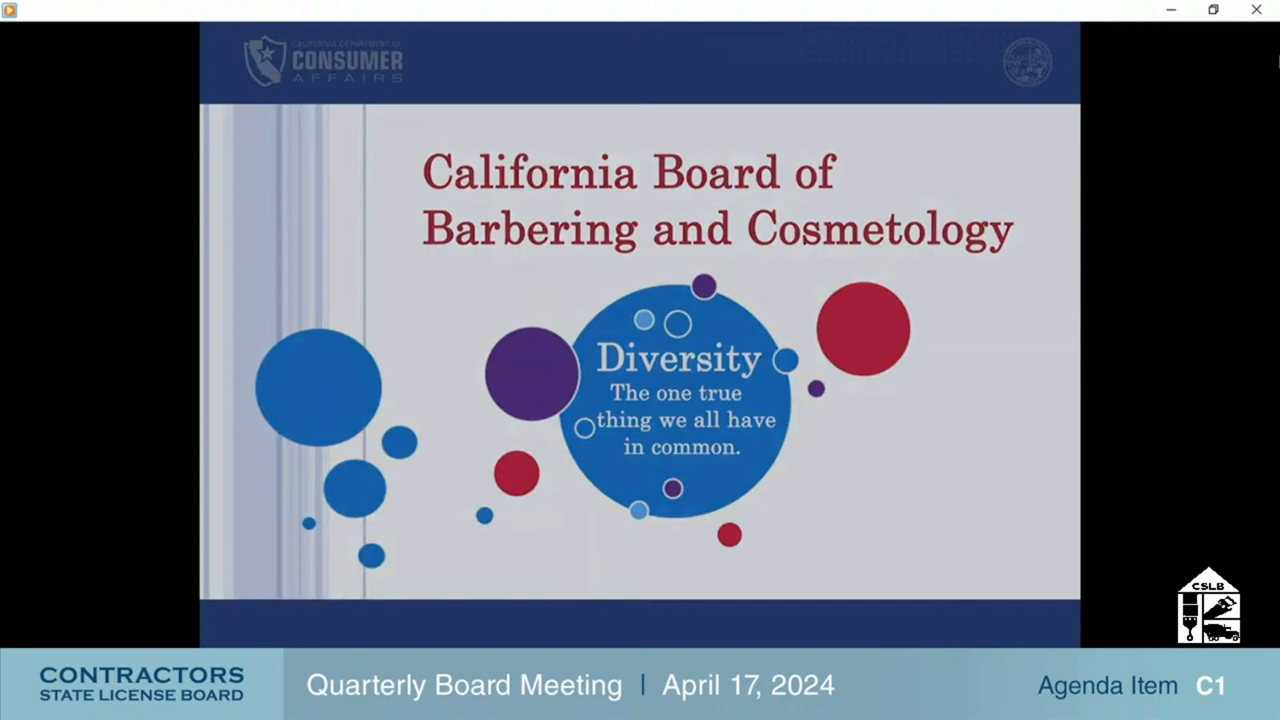 CALIFORNIA DEPARTMENT OF
CONSUMER
AFFAIRS
California Board of
Barbering and Cosmetology
Diversity
The one true
thing we all have
in common.
CSLB
CONTRACTORS
STATE LICENSE BOARD
Quarterly Board Meeting | April 17, 2024
Agenda Item C1